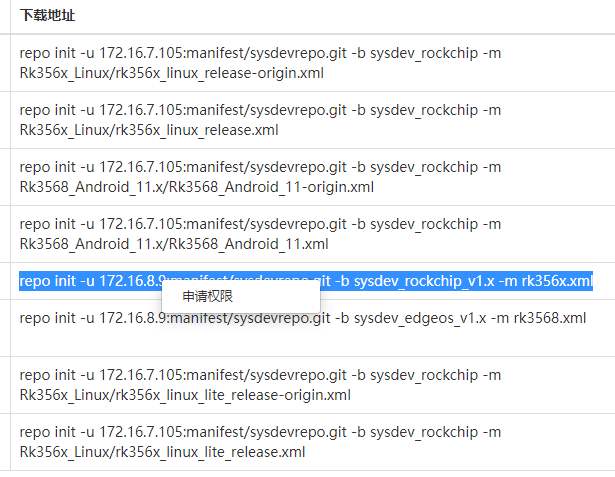 下载地址
repo init -u 172.16.7.105:manifest/sysdevrepo.git -b sysdev_rockchip -m
Rk356x_Linux/rk356x_linux_release-origin.xml
repo init -u 172.16.7.105:manifest/sysdevrepo.git -b sysdev_rockchip -m
Rk356x_Linux/rk356x_linux_release.xml
repo init -u 172.16.7.105:manifest/sysdevrepo.git -b sysdev_rockchip -m
Rk3568_Android_11.x/Rk3568_Android_11-origin.xml
repo init -u 172.16.7.105:manifest/sysdevrepo.git -b sysdev_rockchip -m
Rk3568_Android_11.x/Rk3568_Android_11.xml
repo init -u 172.16.8.9:manifest/sysdevrepo.git -b sysdev_rockchip_v1.x -m rk356x.xml
申请权限
repo init -u 172.16.8.9:manifest/sysdevrepo.git -b sysdev_edgeos_v1.x -m rk3568.xml
repo init -u 172.16.7.105:manifest/sysdevrepo.git -b sysdev_rockchip -m
Rk356x_Linux/rk356x_linux_lite_release-origin.xml
repo init -u 172.16.7.105:manifest/sysdevrepo.git -b sysdev_rockchip -m
Rk356x_Linux/rk356x_linux_lite_release.xml